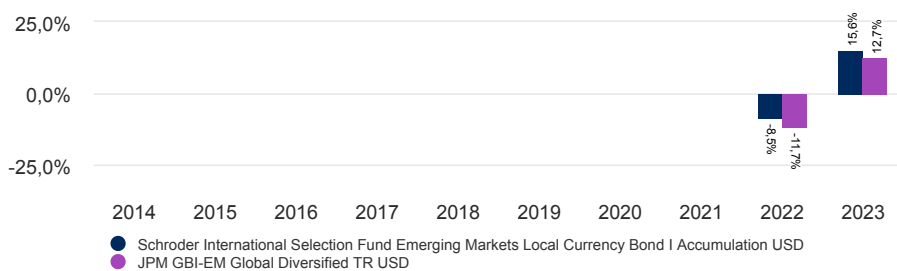 25,0%
15,6%
12,7%
0,0%
-8,5%
-11,7%
-25,0%
2014 2015 2016 2017 2018 2019 2020 2021 2022 2023
Schroder International Selection Fund Emerging Markets Local Currency Bond I Accumulation USD
JPM GBI-EM Global Diversified TR USD